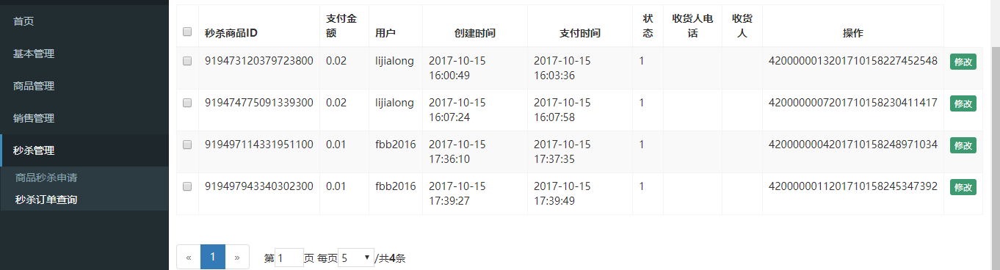 首页
基本管理
商品管理
销售管理
秒杀管理
商品秒杀申请
秒杀订单查询
秒杀商品ID 支付金额 用户 创建时间 支付时间 状态 收货人电话 收货人 操作
919473120379723800 0.02 lijialong 2017-10-15 16:00:49 2017-10-15 16:03:36 1 4200000013201710158227452548 修改
919474775091339300 0.02 lijialong 2017-10-15 16:07:24 2017-10-15 16:07:58 1 4200000007201710158230411417 修改
919497114331951100 0.01 fbb2016 2017-10-15 17:36:10 2017-10-15 17:37:35 1 4200000004201710158248971034 修改
919497943340302300 0.01 fbb2016 2017-10-15 17:39:27 2017-10-15 17:39:49 1 4200000011201710158245347392 修改
« 1 » 第1页 每页5/共4条